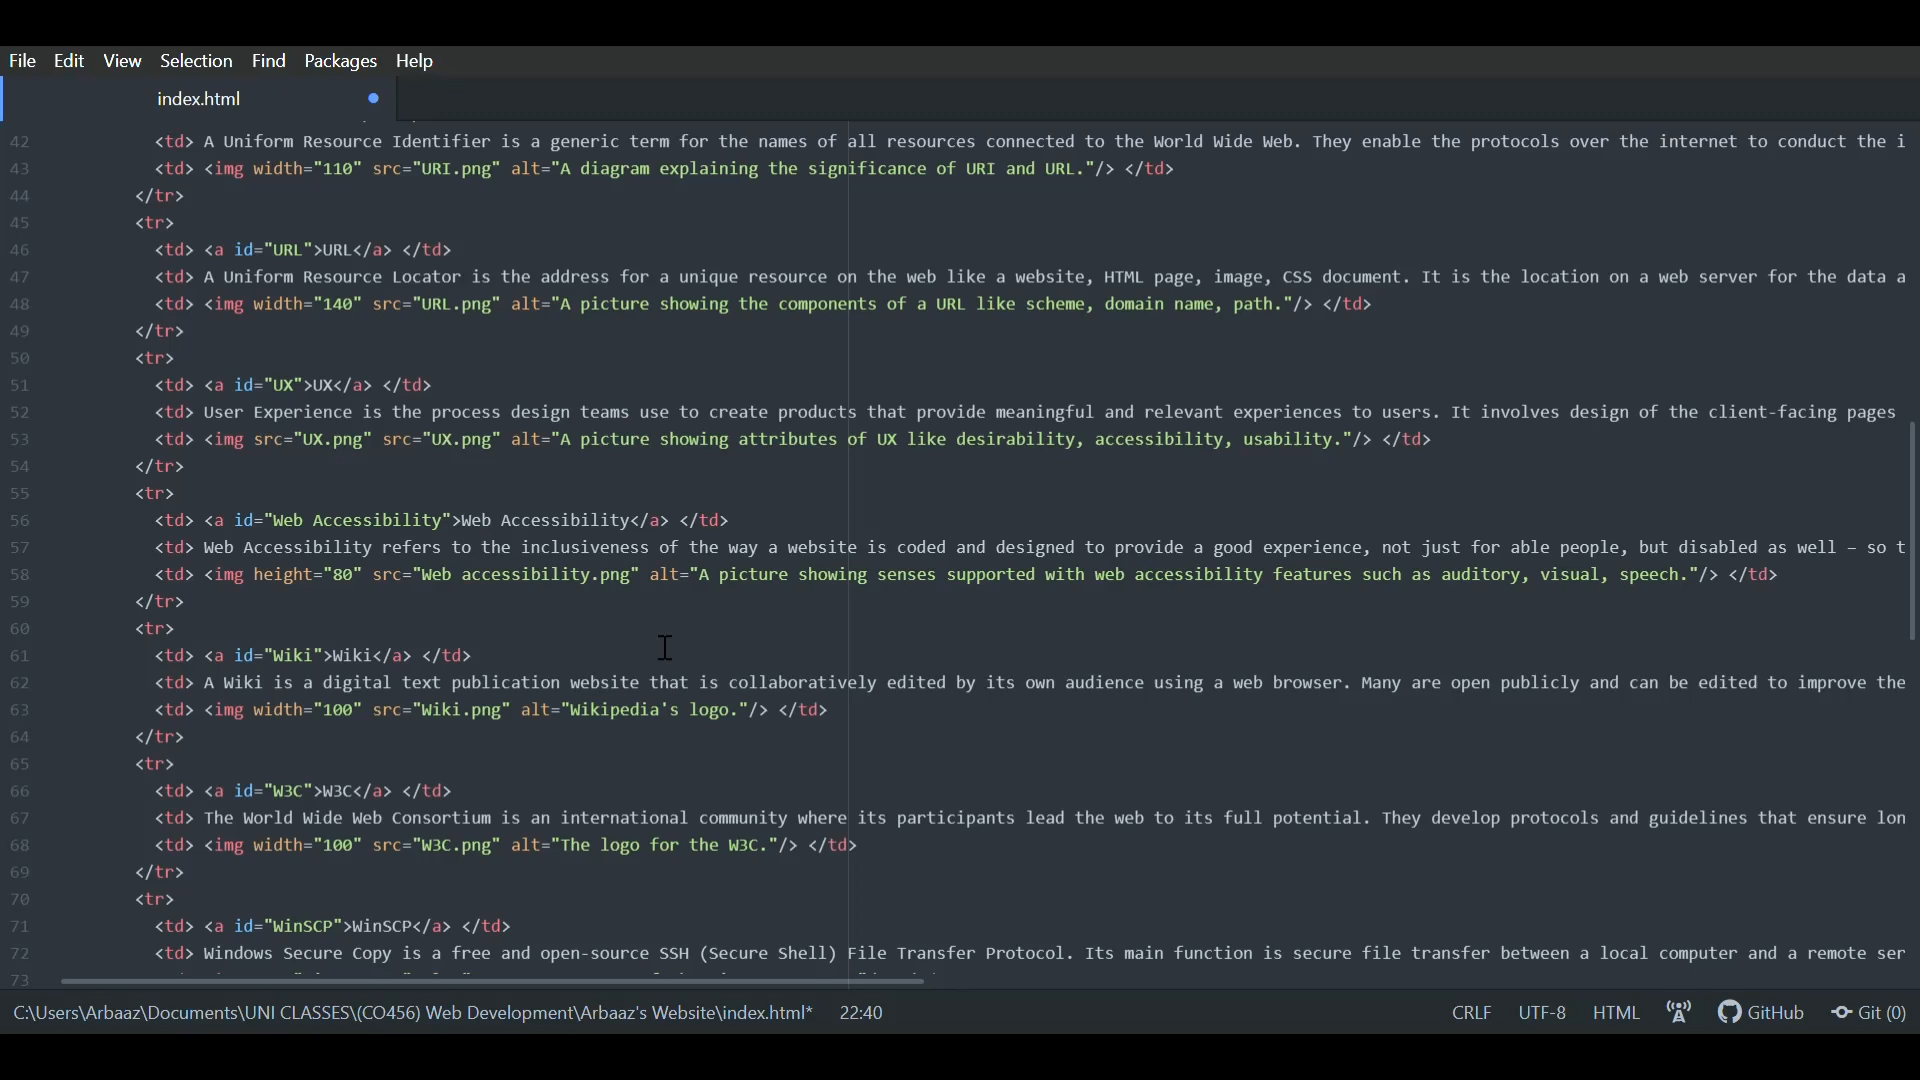 File Edit View Selection Find Packages Help
index.html
42 <td> A Uniform Resource Identifier is a generic term for the names of all resources connected to the World Wide Web. They enable the protocols over the internet to conduct the i
43 <td> <img width="110" src="URI.png" alt="A diagram explaining the significance of URI and URL."/> </td>
44 </tr>
45 <tr>
46 <td> <a id="URL">URL</a> </td>
47 <td> A Uniform Resource Locator is the address for a unique resource on the web like a website, HTML page, image, CSS document. It is the location on a web server for the data a
48 <td> <img width="140" src="URL.png" alt="A picture showing the components of a URL like scheme, domain name, path."/> </td>
49 </tr>
50 <tr>
51 <td> <a id="UX">UX</a> </td>
52 <td> User Experience is the process design teams use to create products that provide meaningful and relevant experiences to users. It involves design of the client-facing pages
53 <td> <img src="UX.png" src="UX.png" alt="A picture showing attributes of UX like desirability, accessibility, usability."/> </td>
54 </tr>
55 <tr>
56 <td> <a id="Web Accessibility">Web Accessibility</a> </td>
57 <td> Web Accessibility refers to the inclusiveness of the way a website is coded and designed to provide a good experience, not just for able people, but disabled as well – so t
58 <td> <img height="80" src="Web accessibility.png" alt="A picture showing senses supported with web accessibility features such as auditory, visual, speech."/> </td>
59 </tr>
60 <tr>
61 <td> <a id="Wiki">Wiki</a> </td>
62 <td> A Wiki is a digital text publication website that is collaboratively edited by its own audience using a web browser. Many are open publicly and can be edited to improve the
63 <td> <img width="100" src="Wiki.png" alt="Wikipedia's logo."/> </td>
64 </tr>
65 <tr>
66 <td> <a id="W3C">W3C</a> </td>
67 <td> The World Wide Web Consortium is an international community where its participants lead the web to its full potential. They develop protocols and guidelines that ensure lon
68 <td> <img width="100" src="W3C.png" alt="The logo for the W3C."/> </td>
69 </tr>
70 <tr>
71 <td> <a id="WinSCP">WinSCP</a> </td>
72 <td> Windows Secure Copy is a free and open-source SSH (Secure Shell) File Transfer Protocol. Its main function is secure file transfer between a local computer and a remote ser
73
C:\Users\Arbaaz\Documents\UNI CLASSES\(CO456) Web Development\Arbaaz's Website\index.html* 22:40 CRLF UTF-8 HTML GitHub Git (0)